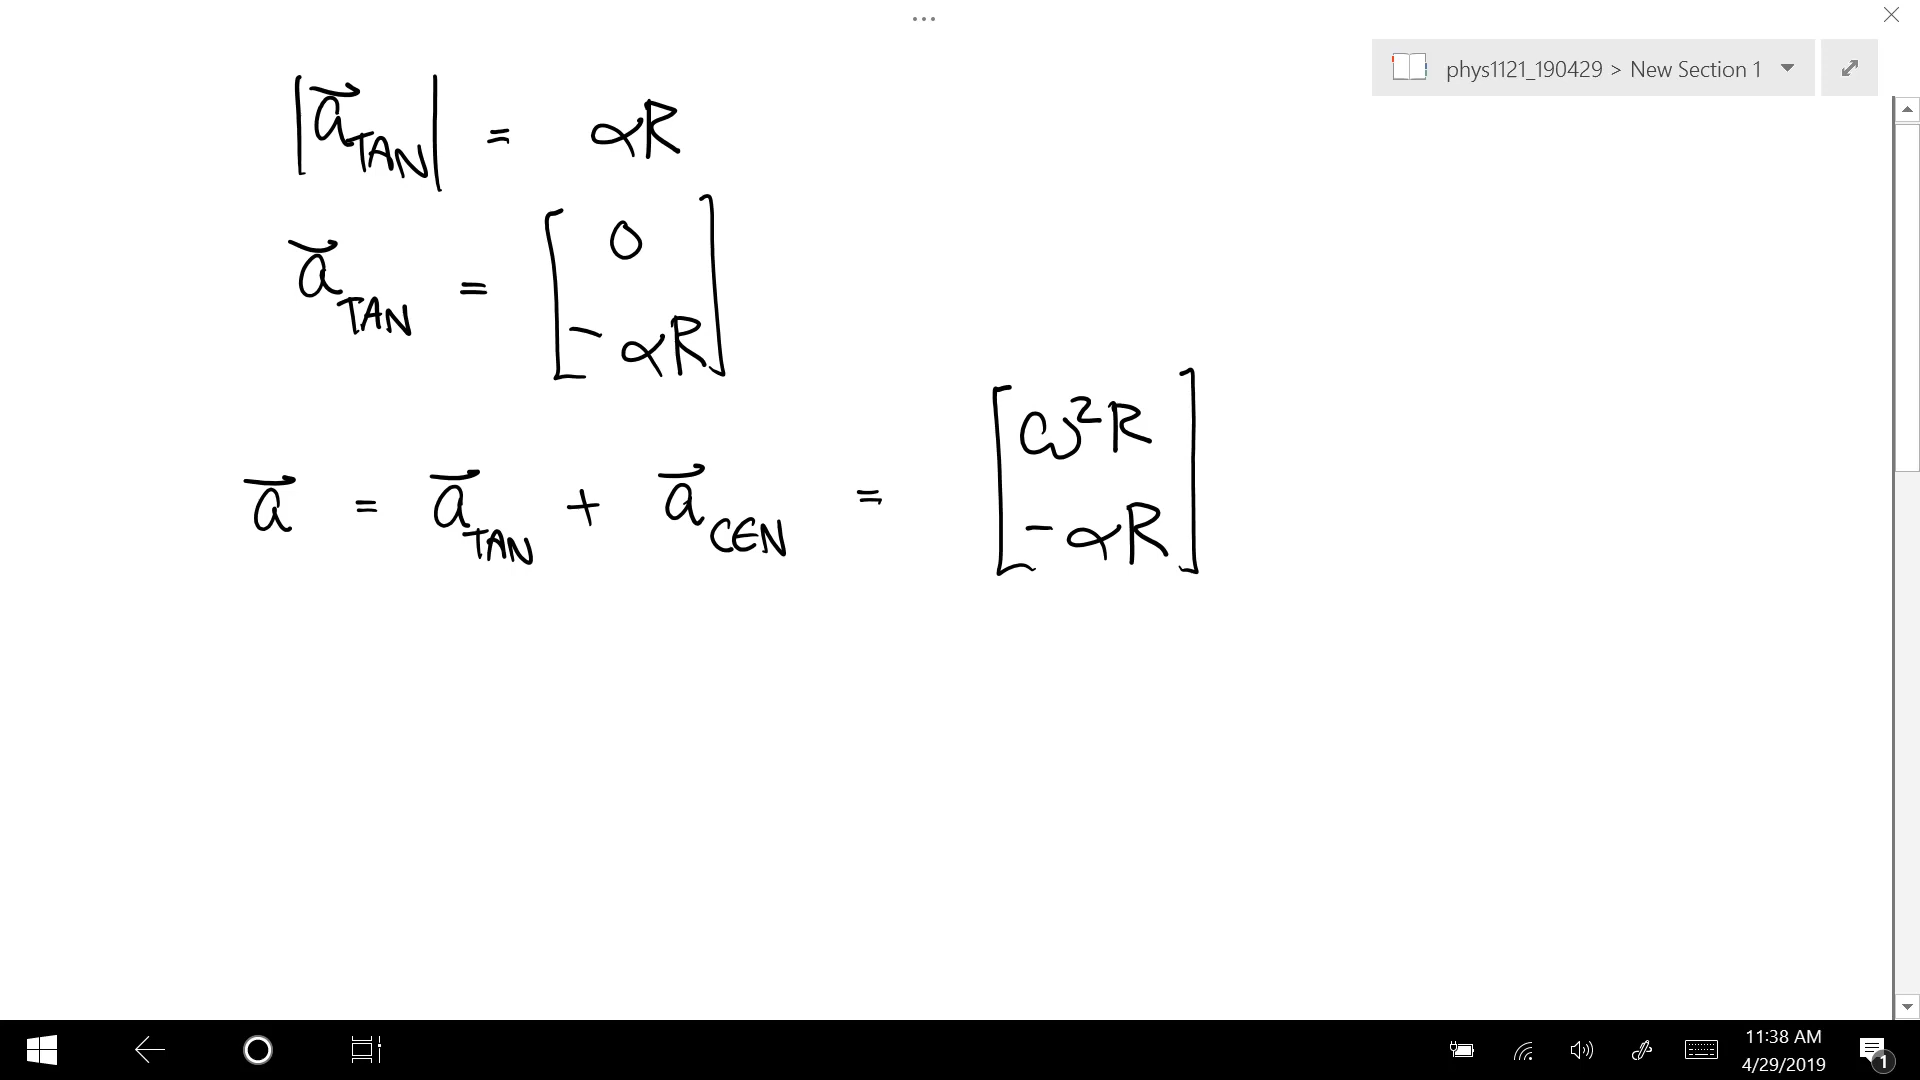 phys1121_190429 > New Section 1
|a⃗_TAN| = αR
a⃗_TAN = [0
-αR]
a⃗ = a⃗_TAN + a⃗_CEN = [ω²R
-αR]
11:38 AM
4/29/2019
1